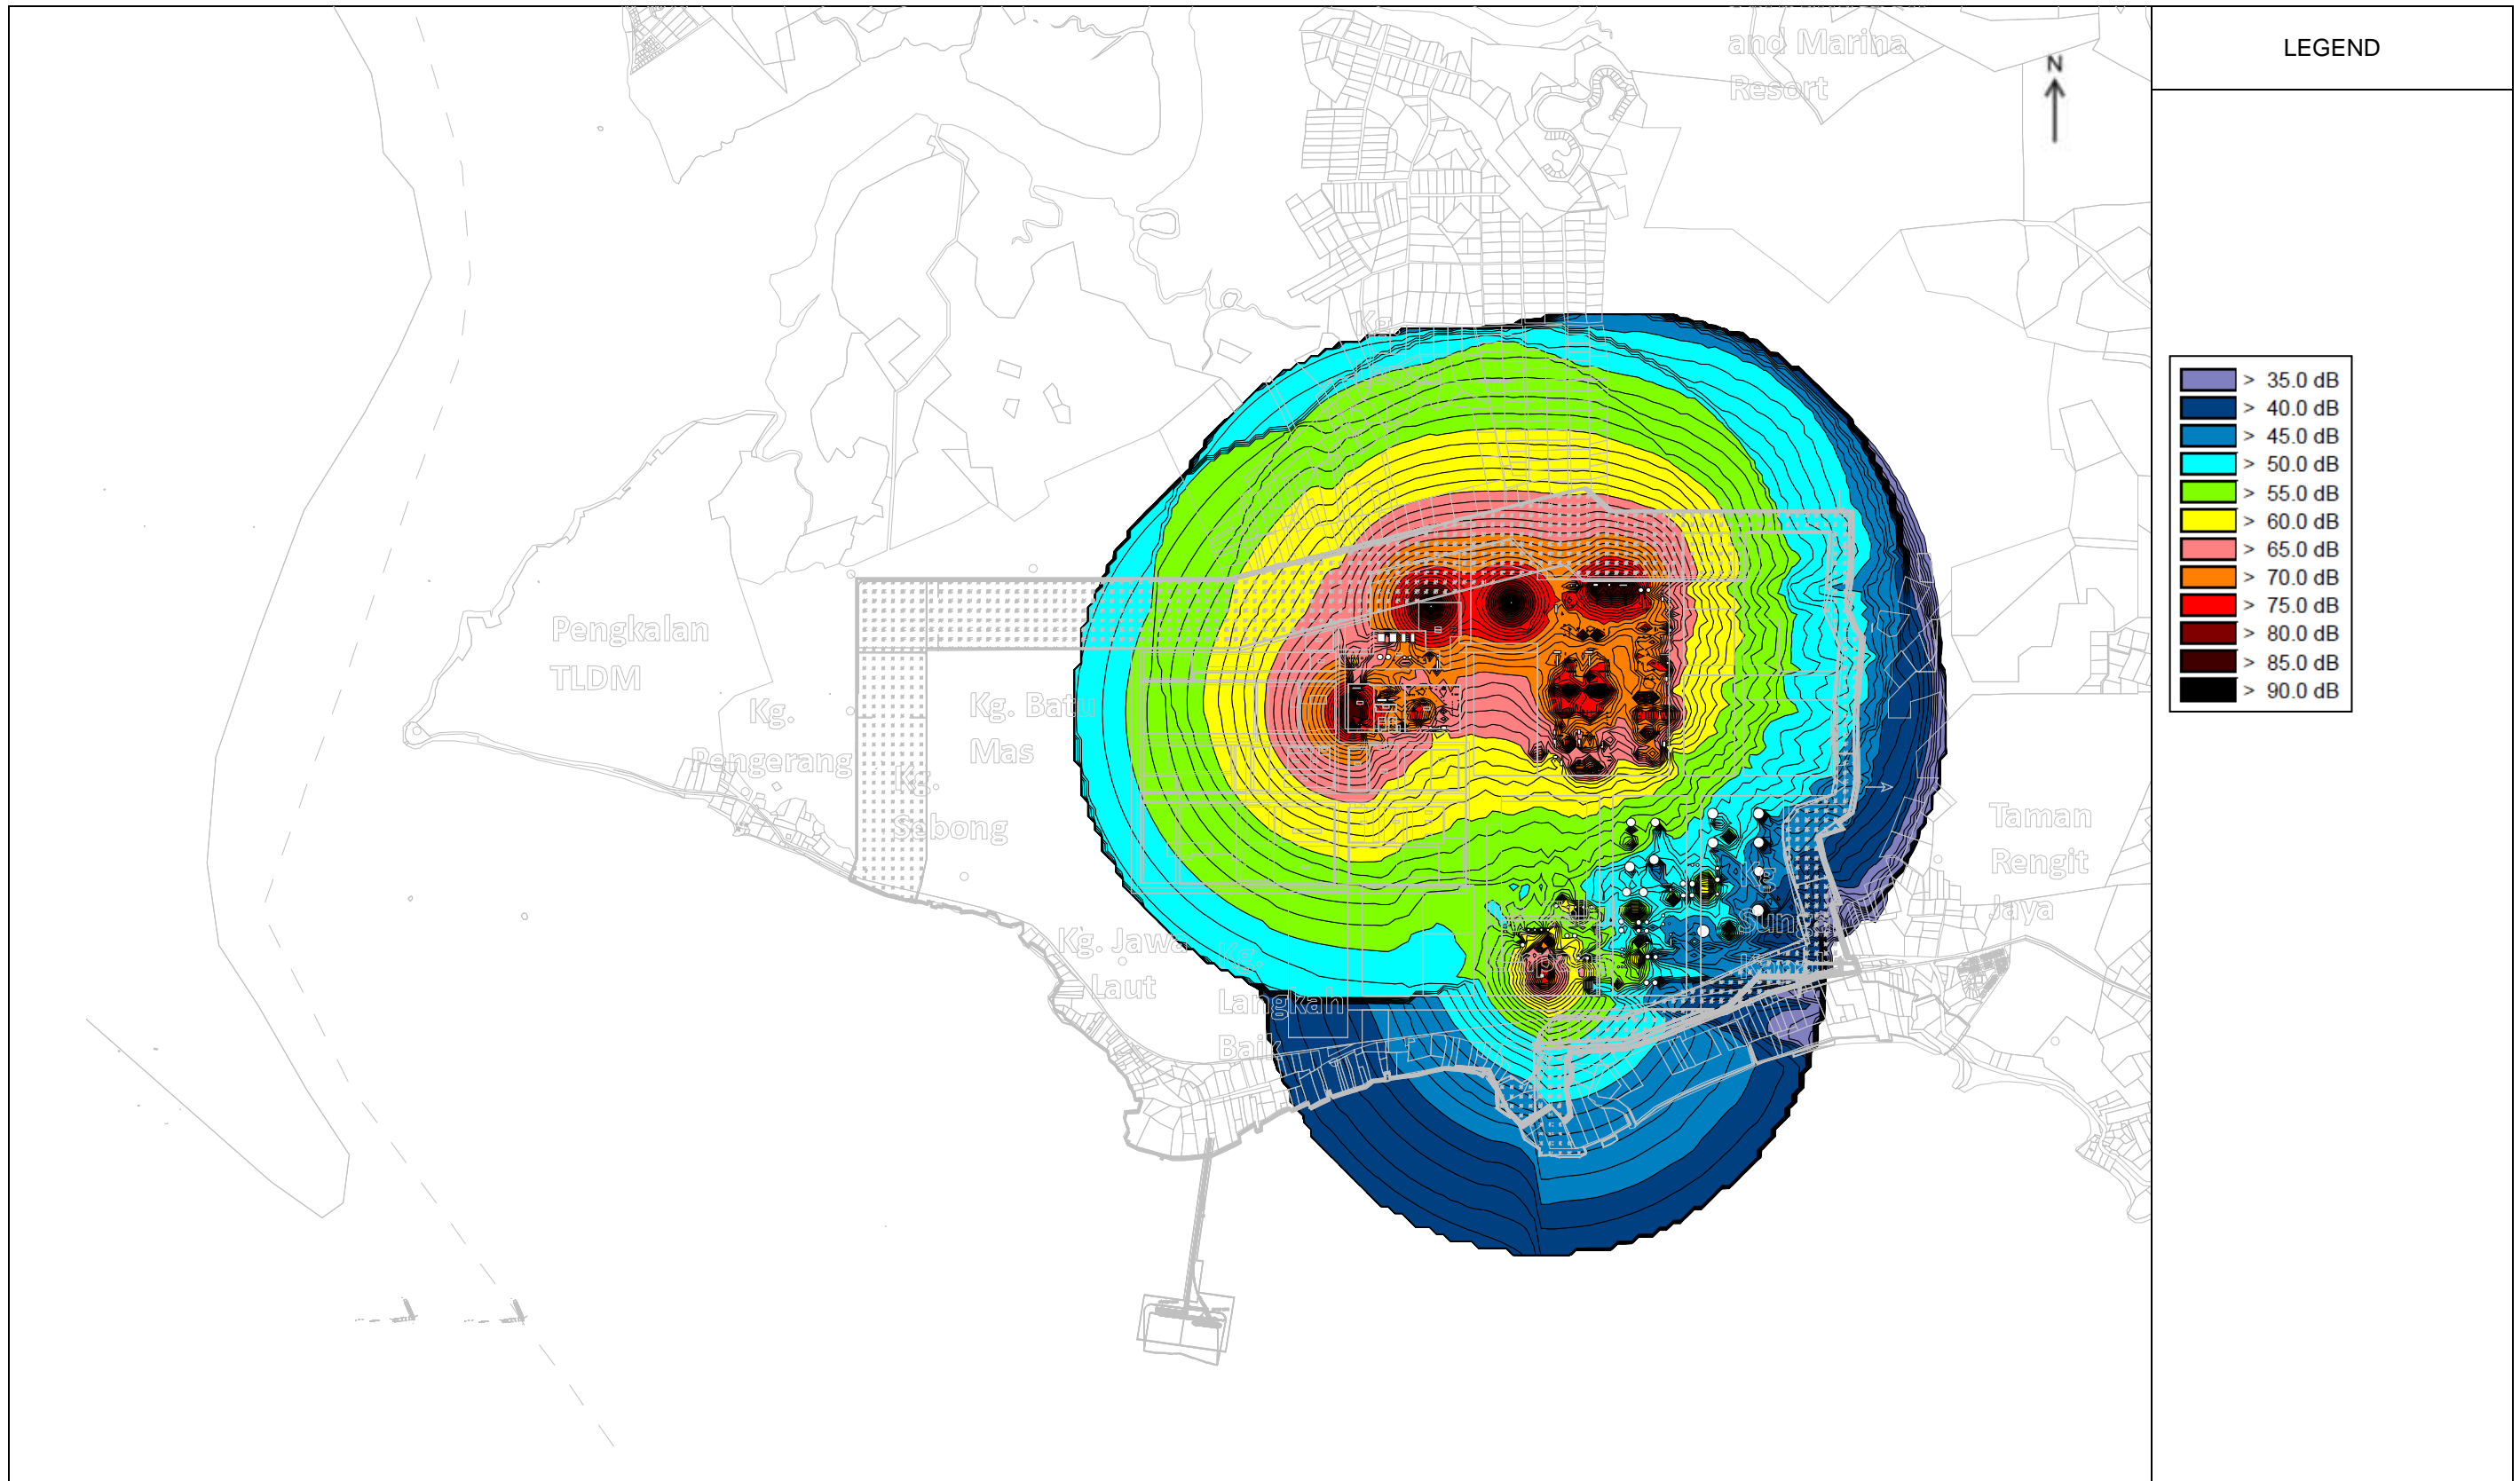 and Marina
Resort
N
LEGEND
> 35.0 dB
> 40.0 dB
> 45.0 dB
> 50.0 dB
> 55.0 dB
> 60.0 dB
> 65.0 dB
> 70.0 dB
> 75.0 dB
> 80.0 dB
> 85.0 dB
> 90.0 dB
Kg.
Pengkalan
TLDM
Kg.
Pengerang
Kg. Batu
Mas
Kg.
Sebong
Taman
Rengit
Jaya
Kg. Jawa
Laut
Kg.
Langkah
Baik
Kg